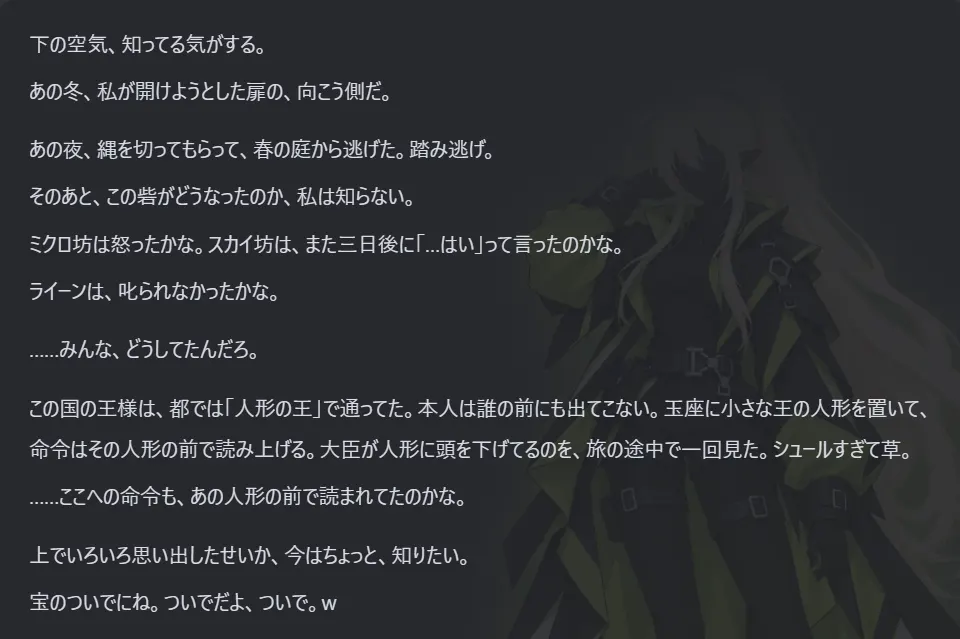 下の空気、知ってる気がする。
あの冬、私が開けようとした扉の、向こう側だ。
あの夜、縄を切ってもらって、春の庭から逃げた。踏み逃げ。
そのあと、この砦がどうなったのか、私は知らない。
ミクロ坊は怒ったかな。スカイ坊は、また三日後に「…はい」って言ったのかな。
ライーンは、叱られなかったかな。
……みんな、どうしてたんだろ。
この国の王様は、都では「人形の王」で通ってた。本人は誰の前にも出てこない。玉座に小さな王の人形を置いて、
命令はその人形の前で読み上げる。大臣が人形に頭を下げてるのを、旅の途中で一回見た。シュールすぎて草。
……ここへの命令も、あの人形の前で読まれてたのかな。
上でいろいろ思い出したせいか、今はちょっと、知りたい。
宝のついでにね。ついでだよ、ついで。w